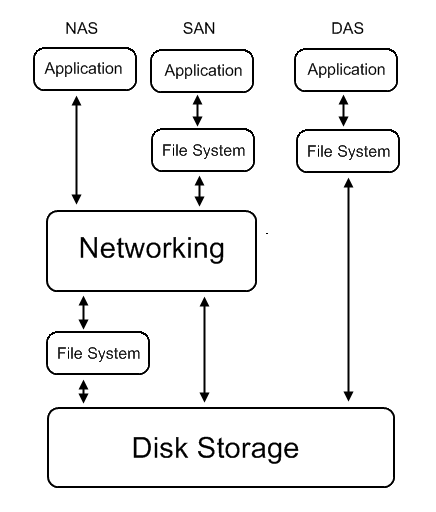 NAS SAN DAS
Application Application Application
File System File System
Networking
File System
Disk Storage